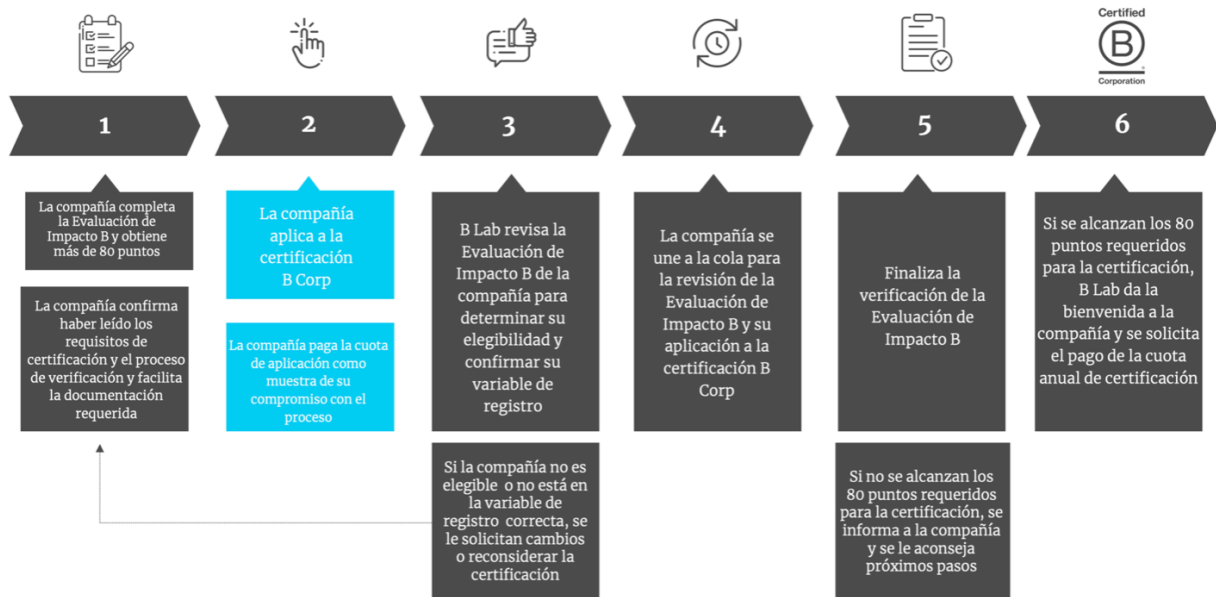 Certified
B
Corporation
1
2
3
4
5
6
La compañía completa
la Evaluación de
Impacto B y obtiene
más de 80 puntos
La compañía confirma
haber leído los
requisitos de
certificación y el proceso
de verificación y facilita
la documentación
requerida
La compañía
aplica a la
certificación
B Corp
La compañía paga la cuota
de aplicación como
muestra de su
compromiso con el
proceso
B Lab revisa la
Evaluación de
Impacto B de la
compañía para
determinar su
elegibilidad y
confirmar su
variable de
registro
Si la compañía no es
elegible o no está en
la variable de
registro correcta, se
le solicitan cambios
o reconsiderar la
certificación
La compañía se
une a la cola para
la revisión de la
Evaluación de
Impacto B y su
aplicación a la
certificación B
Corp
Finaliza la
verificación de la
Evaluación de
Impacto B
Si no se alcanzan los
80 puntos requeridos
para la certificación, se
informa a la compañía
y se le aconseja
próximos pasos
Si se alcanzan los 80
puntos requeridos
para la certificación,
B Lab da la
bienvenida a la
compañía y se solicita
el pago de la cuota
anual de certificación